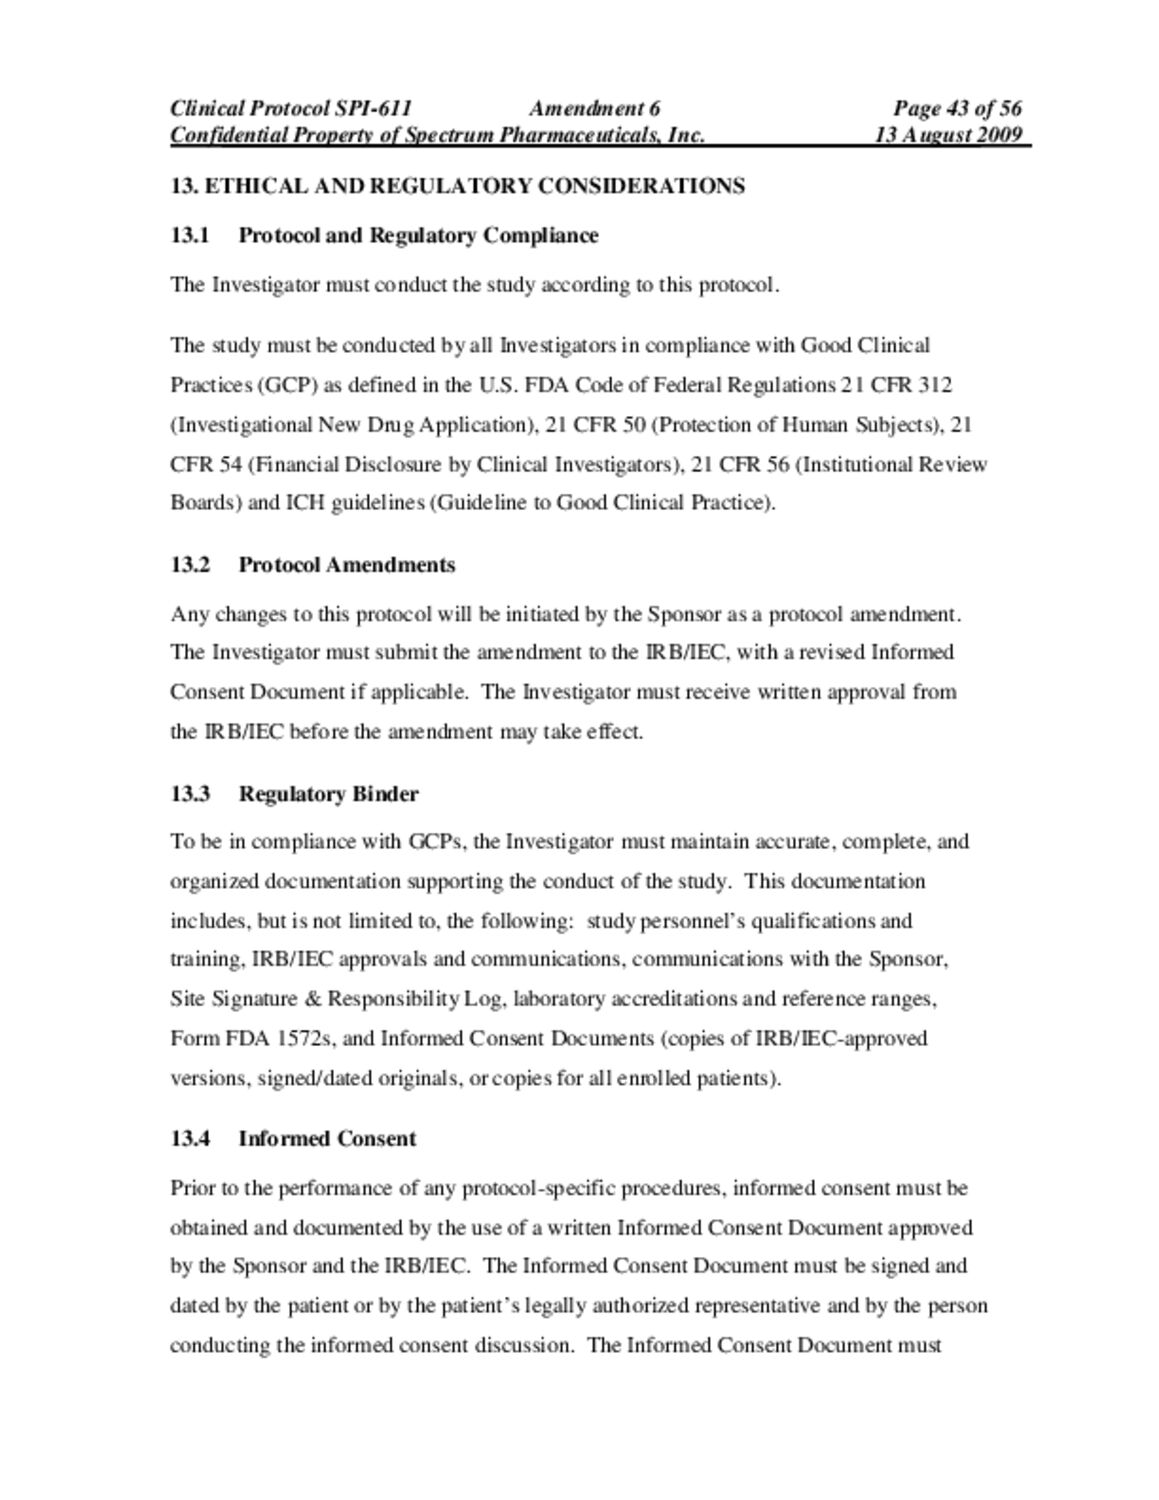 Clinical Protocol SPI-611 Amendment 6 Page 43 of 56
Confidential Property of Spectrum Pharmaceuticals, Inc. 13 August 2009
13. ETHICAL AND REGULATORY CONSIDERATIONS
13.1 Protocol and Regulatory Compliance
The Investigator must conduct the study according to this protocol.
The study must be conducted by all Investigators in compliance with Good Clinical
Practices (GCP) as defined in the U.S. FDA Code of Federal Regulations 21 CFR 312
(Investigational New Drug Application), 21 CFR 50 (Protection of Human Subjects), 21
CFR 54 (Financial Disclosure by Clinical Investigators), 21 CFR 56 (Institutional Review
Boards) and ICH guidelines (Guideline to Good Clinical Practice).
13.2 Protocol Amendments
Any changes to this protocol will be initiated by the Sponsor as a protocol amendment.
The Investigator must submit the amendment to the IRB/IEC, with a revised Informed
Consent Document if applicable. The Investigator must receive written approval from
the IRB/IEC before the amendment may take effect.
13.3 Regulatory Binder
To be in compliance with GCPs, the Investigator must maintain accurate, complete, and
organized documentation supporting the conduct of the study. This documentation
includes, but is not limited to, the following: study personnel's qualifications and
training, IRB/IEC approvals and communications, communications with the Sponsor,
Site Signature & Responsibility Log, laboratory accreditations and reference ranges,
Form FDA 1572s, and Informed Consent Documents (copies of IRB/IEC-approved
versions, signed/dated originals, or copies for all enrolled patients).
13.4 Informed Consent
Prior to the performance of any protocol-specific procedures, informed consent must be
obtained and documented by the use of a written Informed Consent Document approved
by the Sponsor and the IRB/IEC. The Informed Consent Document must be signed and
dated by the patient or by the patient's legally authorized representative and by the person
conducting the informed consent discussion. The Informed Consent Document must